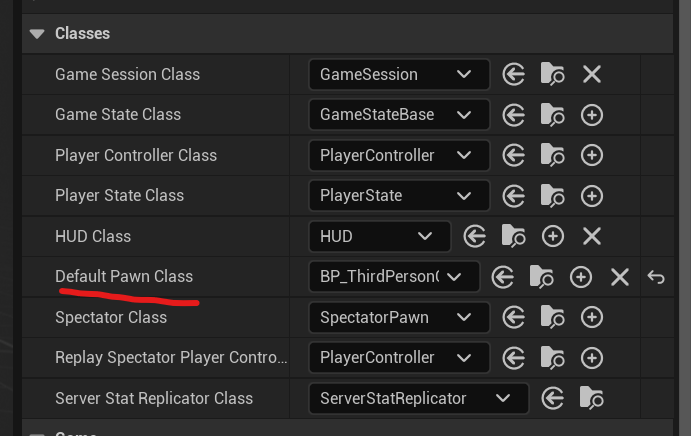 Classes
Game Session Class GameSession
Game State Class GameStateBase
Player Controller Class PlayerController
Player State Class PlayerState
HUD Class HUD
Default Pawn Class BP_ThirdPerson
Spectator Class SpectatorPawn
Replay Spectator Player Contro... PlayerController
Server Stat Replicator Class ServerStatReplicator